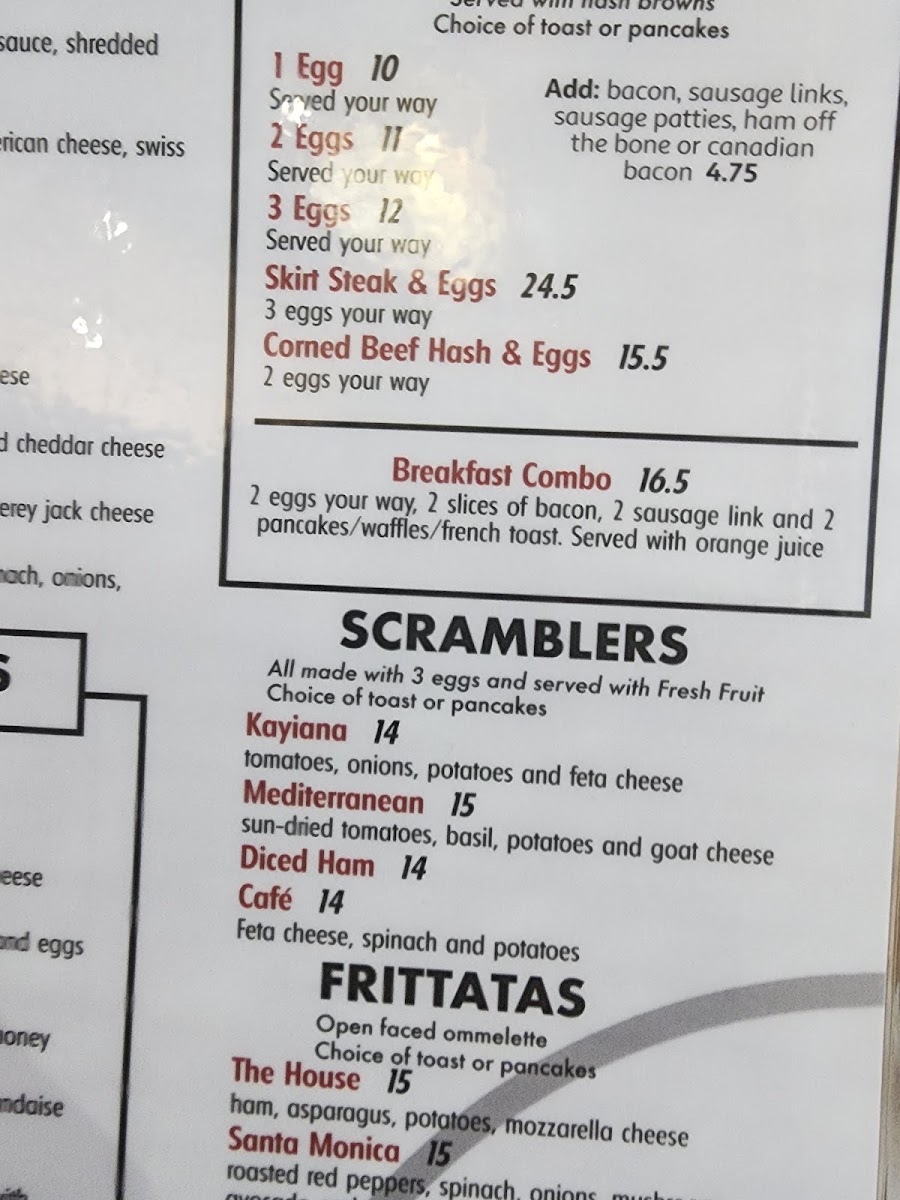 sauce, shredded
American cheese, swiss
cheddar cheese
jack cheese
onions,
and eggs
Served with hash browns
Choice of toast or pancakes
1 Egg 10
Served your way
2 Eggs 11
Served your way
3 Eggs 12
Served your way
Skirt Steak & Eggs 24.5
3 eggs your way
Corned Beef Hash & Eggs 15.5
2 eggs your way
Add: bacon, sausage links,
sausage patties, ham off
the bone or canadian
bacon 4.75
Breakfast Combo 16.5
2 eggs your way, 2 slices of bacon, 2 sausage link and 2
pancakes/waffles/french toast. Served with orange juice
SCRAMBLERS
All made with 3 eggs and served with Fresh Fruit
Choice of toast or pancakes
Kayiana 14
tomatoes, onions, potatoes and feta cheese
Mediterranean 15
sun-dried tomatoes, basil, potatoes and goat cheese
Diced Ham 14
Café 14
Feta cheese, spinach and potatoes
FRITTATAS
Open faced ommelette
Choice of toast or pancakes
The House 15
ham, asparagus, potatoes, mozzarella cheese
Santa Monica 15
roasted red peppers, spinach, onions,